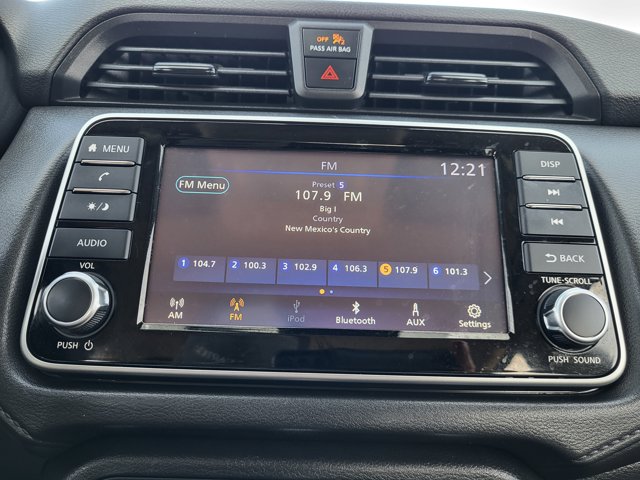 OFF
PASS AIR BAG
MENU
FM
12:21
DISP
FM Menu
Preset 5
107.9 FM
Big I
Country
New Mexico's Country
AUDIO
BACK
1 104.7 2 100.3 3 102.9 4 106.3 5 107.9 6 101.3
VOL
TUNE·SCROLL
AM FM iPod Bluetooth AUX Settings
PUSH
PUSH SOUND